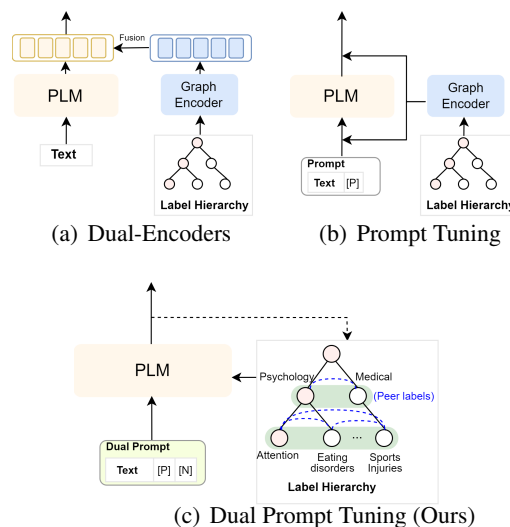 Fusion
PLM
Graph
Encoder
Text
Label Hierarchy
(a) Dual-Encoders
PLM
Graph
Encoder
Prompt
Text [P]
Label Hierarchy
(b) Prompt Tuning
PLM
Psychology
Medical
(Peer labels)
Dual Prompt
Text [P] [N]
Attention
Eating
disorders
...
Sports
Injuries
Label Hierarchy
(c) Dual Prompt Tuning (Ours)